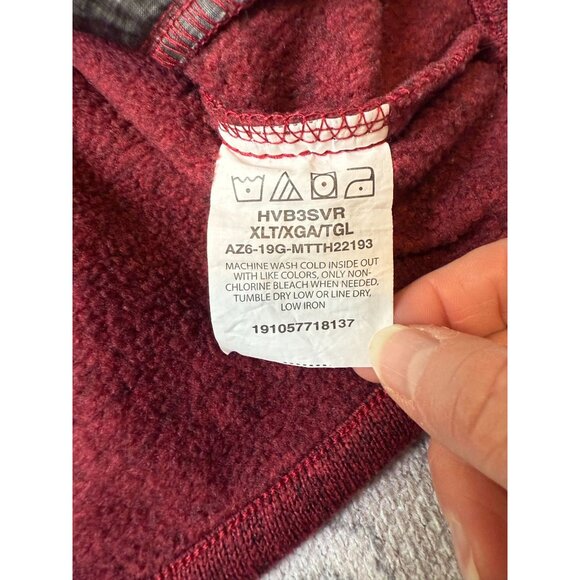 HVB3SVR
XLT/XGA/TGL
AZ6-19G-MTTH22193
MACHINE WASH COLD INSIDE OUT
WITH LIKE COLORS, ONLY NON-
CHLORINE BLEACH WHEN NEEDED,
TUMBLE DRY LOW OR LINE DRY,
LOW IRON
191057718137